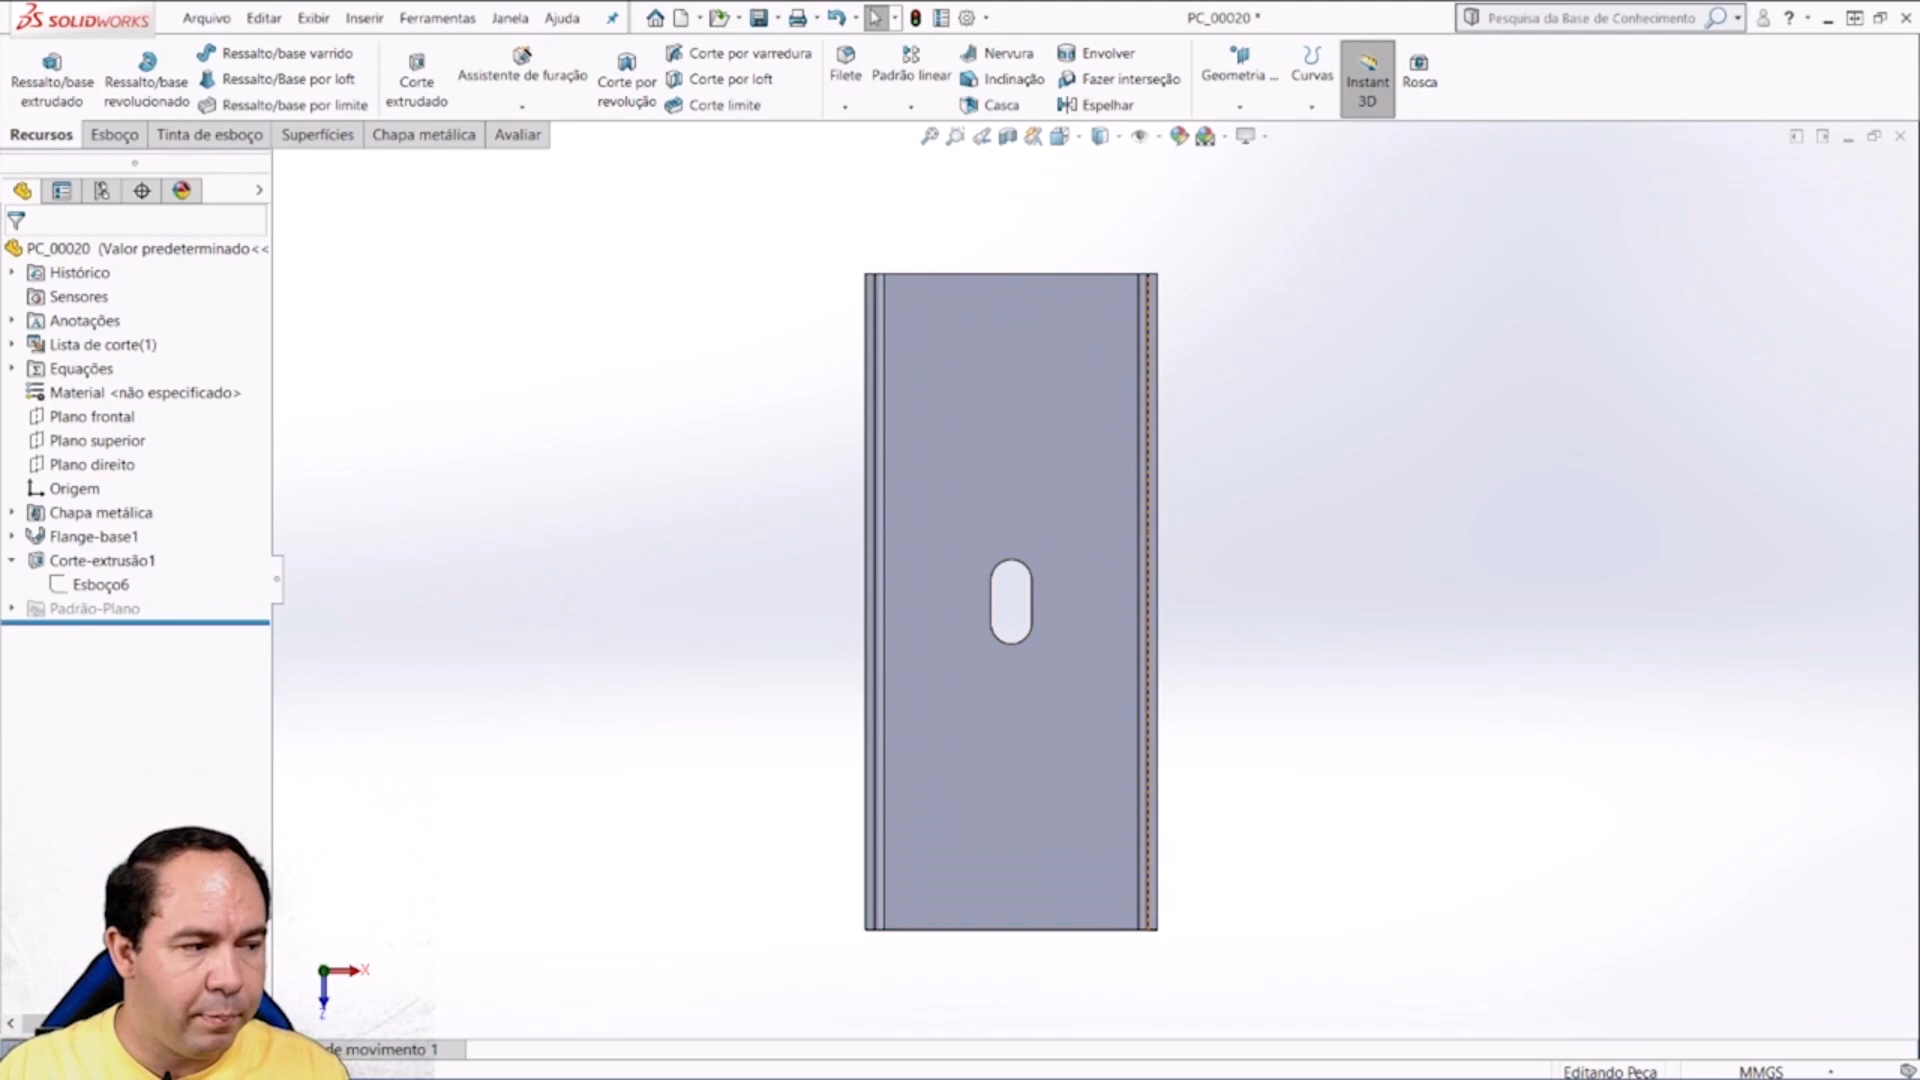 SOLIDWORKS Arquivo Editar Exibir Inserir Ferramentas Janela Ajuda PC_00020 * Pesquisa da Base de Conhecimento ?
Ressalto/base extrudado
Ressalto/base revolucionado
Ressalto/base varrido
Ressalto/Base por loft
Ressalto/base por limite
Corte extrudado
Assistente de furação
Corte por revolução
Corte por varredura
Corte por loft
Corte limite
Filete
Padrão linear
Nervura
Inclinação
Casca
Envolver
Fazer interseção
Espelhar
Geometria ...
Curvas
Instant 3D
Rosca
Recursos Esboço Tinta de esboço Superfícies Chapa metálica Avaliar
PC_00020 (Valor predeterminado<<
Histórico
Sensores
Anotações
Lista de corte(1)
Equações
Material <não especificado>
Plano frontal
Plano superior
Plano direito
Origem
Chapa metálica
Flange-base1
Corte-extrusão1
Esboço6
Padrão-Plano
X
Z
de movimento 1
Editando Peça MMGS